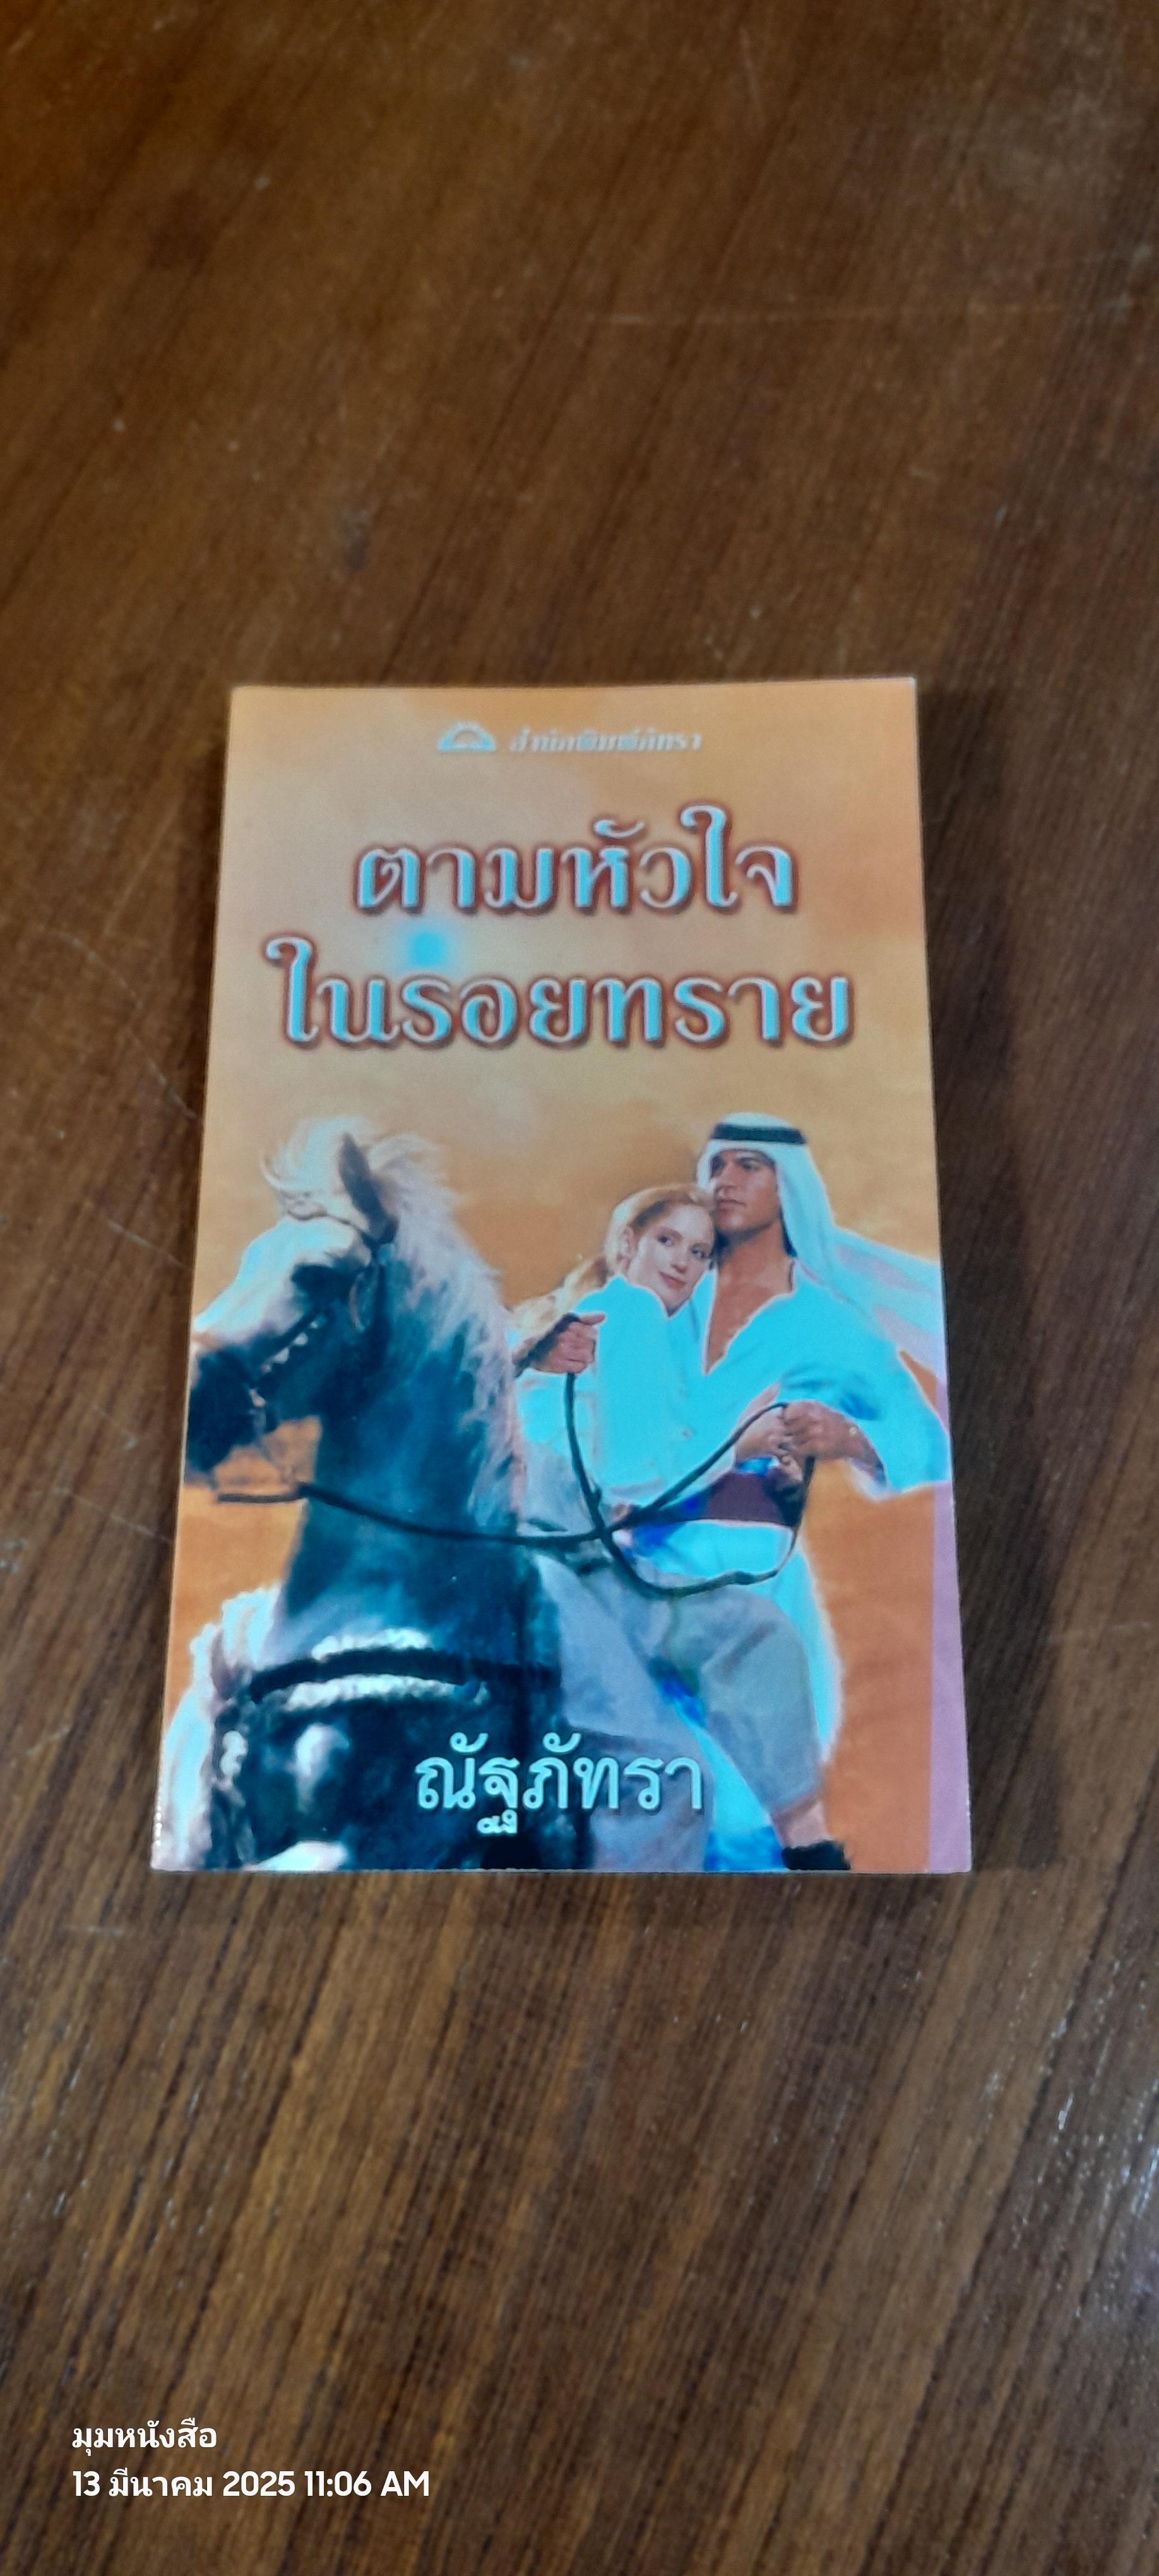 สำนักพิมพ์ภัทรา
ตามหัวใจ
ในรอยทราย
ณัฐภัทรา
มุมหนังสือ
13 มีนาคม 2025 11:06 AM